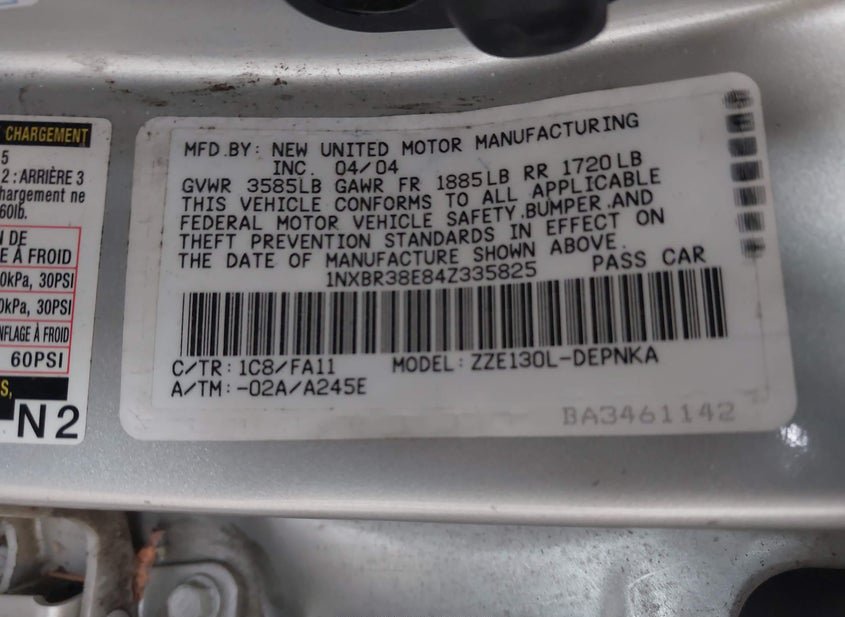 CHARGEMENT
5
2 : ARRIÈRE 3
hargement ne
60lb.
N DE
E À FROID
0kPa, 30PSI
0kPa, 30PSI
NFLAGE À FROID
60PSI
S,
N2
MFD.BY: NEW UNITED MOTOR MANUFACTURING
INC. 04/04
GVWR 3585LB GAWR FR 1885LB RR 1720LB
THIS VEHICLE CONFORMS TO ALL APPLICABLE
FEDERAL MOTOR VEHICLE SAFETY,BUMPER,AND
THEFT PREVENTION STANDARDS IN EFFECT ON
THE DATE OF MANUFACTURE SHOWN ABOVE.
1NXBR38E84Z335825 PASS CAR
C/TR:1C8/FA11 MODEL:ZZE130L-DEPNKA
A/TM:-02A/A245E
BA3461142